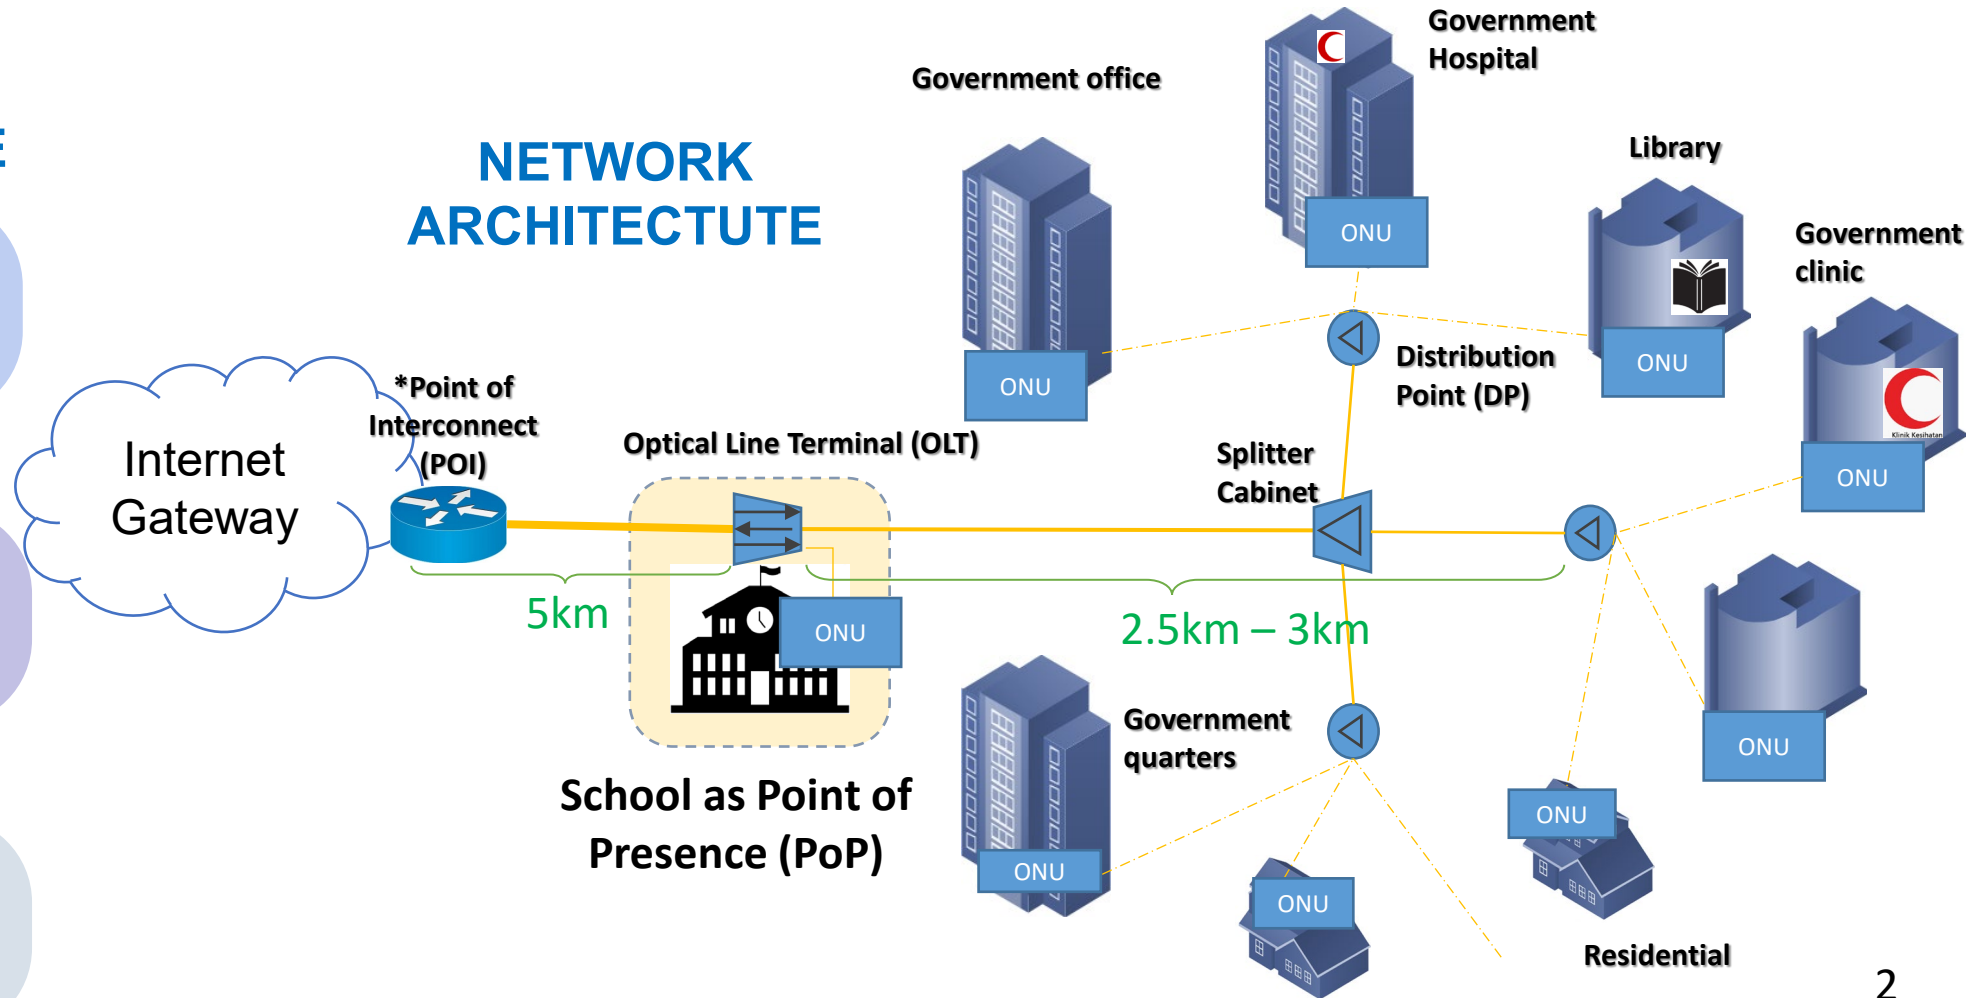 E
NETWORK
ARCHITECTUTE
Government office
Government
Hospital
Library
Government
clinic
ONU
ONU
ONU
Klinik Kesihatan
ONU
Distribution
Point (DP)
Internet
Gateway
*Point of
Interconnect
(POI)
Optical Line Terminal (OLT)
Splitter
Cabinet
5km
ONU
2.5km – 3km
School as Point of
Presence (PoP)
Government
quarters
ONU
ONU
ONU
ONU
Residential
2